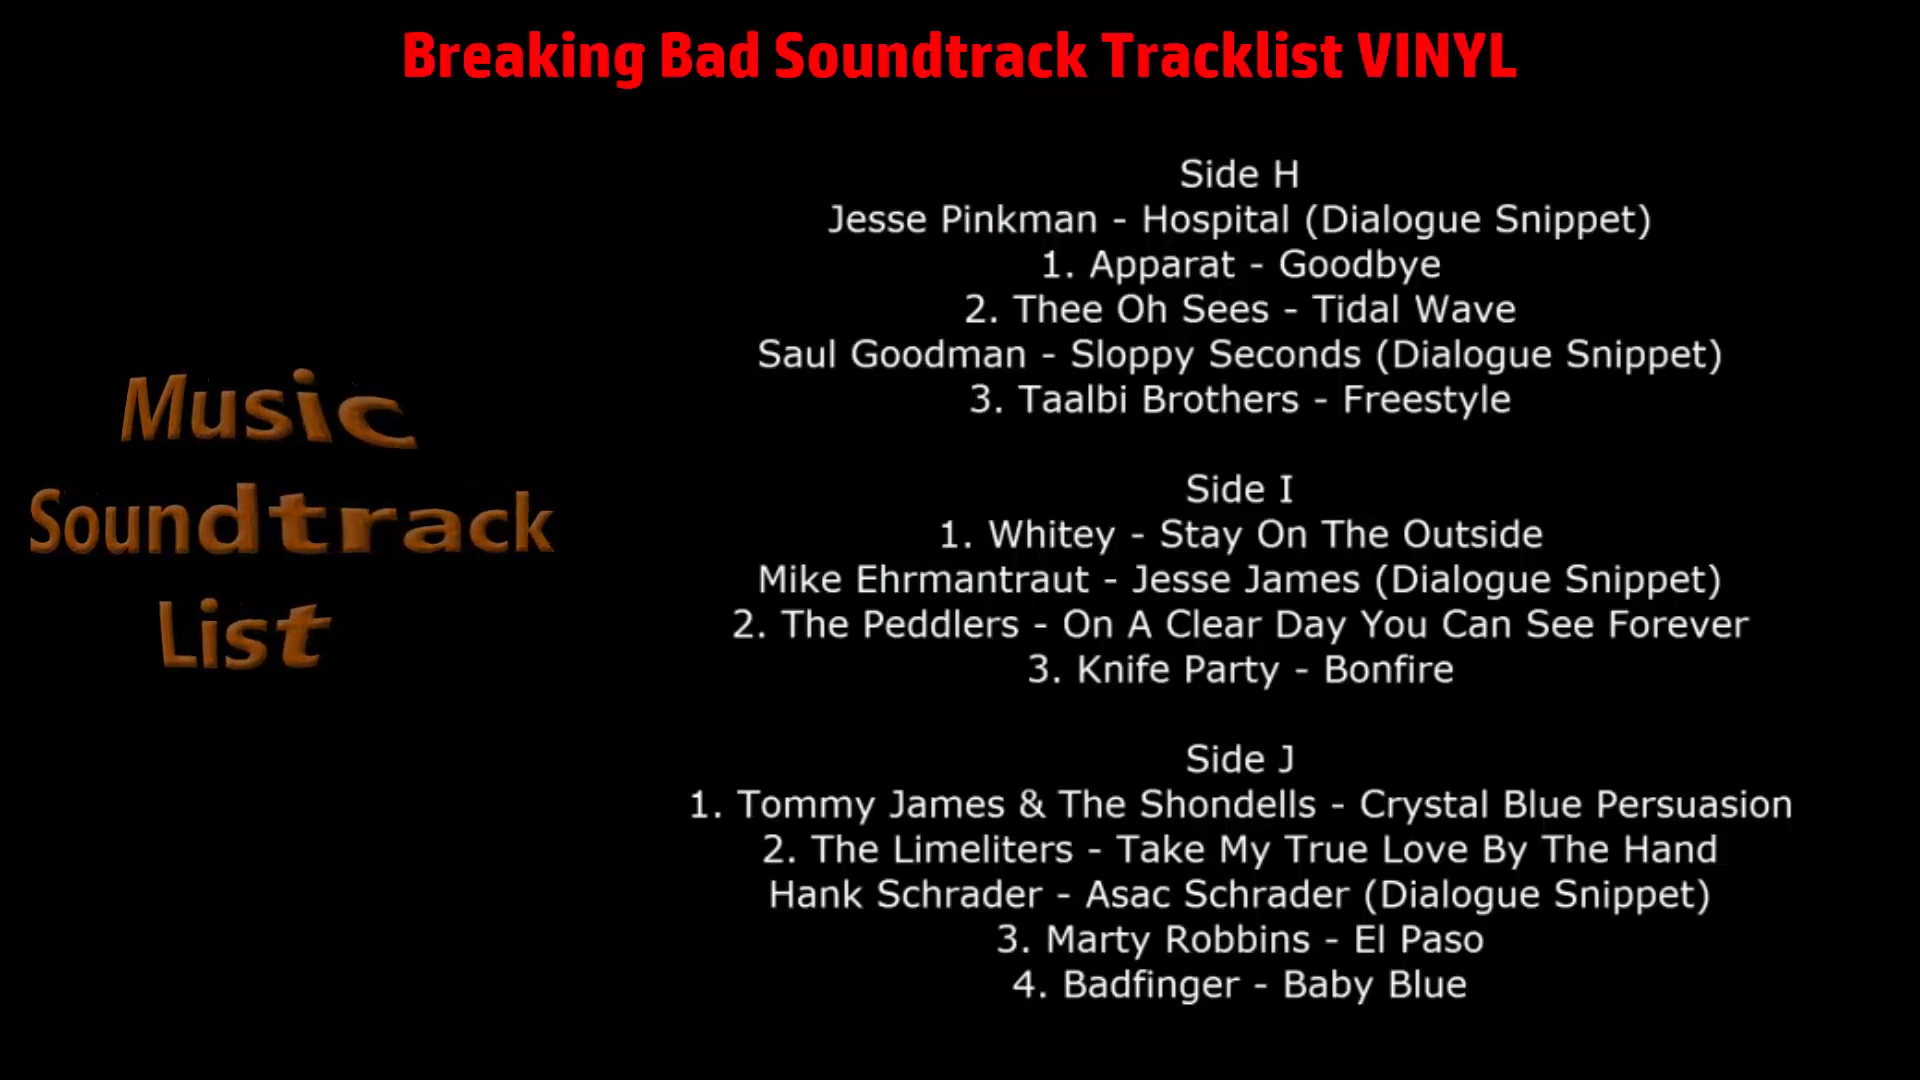 Breaking Bad Soundtrack Tracklist VINYL
Music
Soundtrack
List
Side H
Jesse Pinkman - Hospital (Dialogue Snippet)
1. Apparat - Goodbye
2. Thee Oh Sees - Tidal Wave
Saul Goodman - Sloppy Seconds (Dialogue Snippet)
3. Taalbi Brothers - Freestyle
Side I
1. Whitey - Stay On The Outside
Mike Ehrmantraut - Jesse James (Dialogue Snippet)
2. The Peddlers - On A Clear Day You Can See Forever
3. Knife Party - Bonfire
Side J
1. Tommy James & The Shondells - Crystal Blue Persuasion
2. The Limeliters - Take My True Love By The Hand
Hank Schrader - Asac Schrader (Dialogue Snippet)
3. Marty Robbins - El Paso
4. Badfinger - Baby Blue